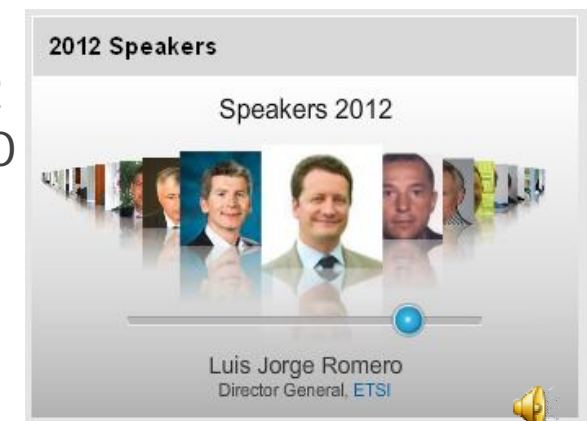 2012 Speakers
Speakers 2012
Luis Jorge Romero
Director General, ETSI